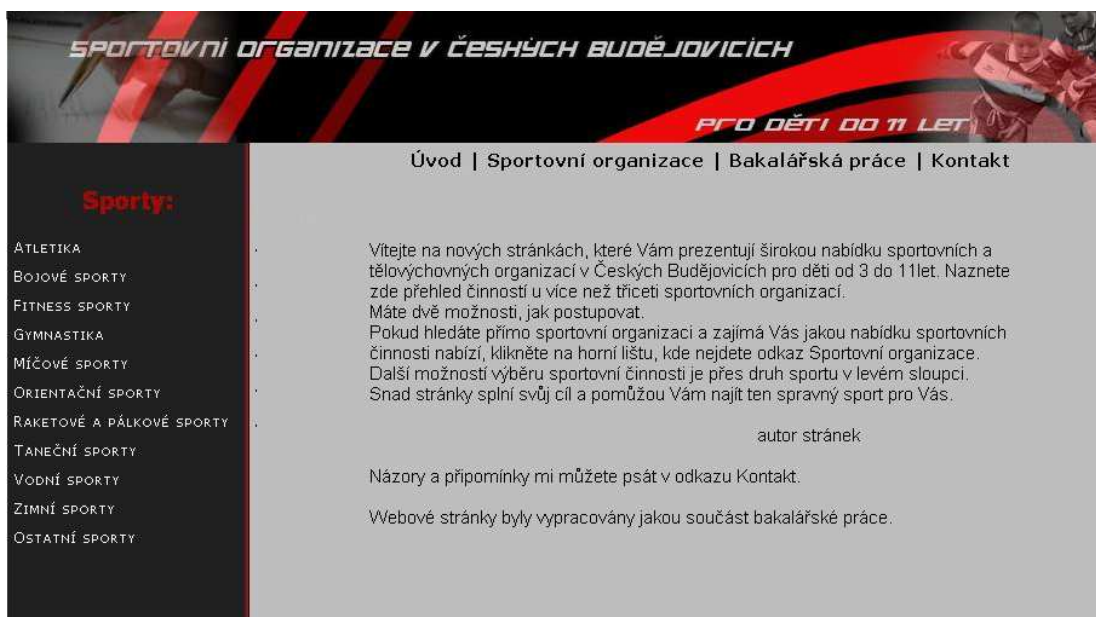 SPORTOVNÍ ORGANIZACE V ČESKÝCH BUDĚJOVICÍCH
PRO DĚTI DO 11 LET
Úvod | Sportovní organizace | Bakalářská práce | Kontakt
Sporty:
ATLETIKA
BOJOVÉ SPORTY
FITNESS SPORTY
GYMNASTIKA
MÍČOVÉ SPORTY
ORIENTAČNÍ SPORTY
RAKETOVÉ A PÁLKOVÉ SPORTY
TANEČNÍ SPORTY
VODNÍ SPORTY
ZIMNÍ SPORTY
OSTATNÍ SPORTY
Vítejte na nových stránkách, které Vám prezentují širokou nabídku sportovních a
tělovýchovných organizací v Českých Budějovicích pro děti od 3 do 11let. Naznete
zde přehled činností u více než třiceti sportovních organizací.
Máte dvě možnosti, jak postupovat.
Pokud hledáte přímo sportovní organizaci a zajímá Vás jakou nabídku sportovních
činnosti nabízí, klikněte na horní lištu, kde nejdete odkaz Sportovní organizace.
Další možností výběru sportovní činnosti je přes druh sportu v levém sloupci.
Snad stránky splní svůj cíl a pomůžou Vám najít ten spravný sport pro Vás.
autor stránek
Názory a připomínky mi můžete psát v odkazu Kontakt.
Webové stránky byly vypracovány jakou součást bakalářské práce.